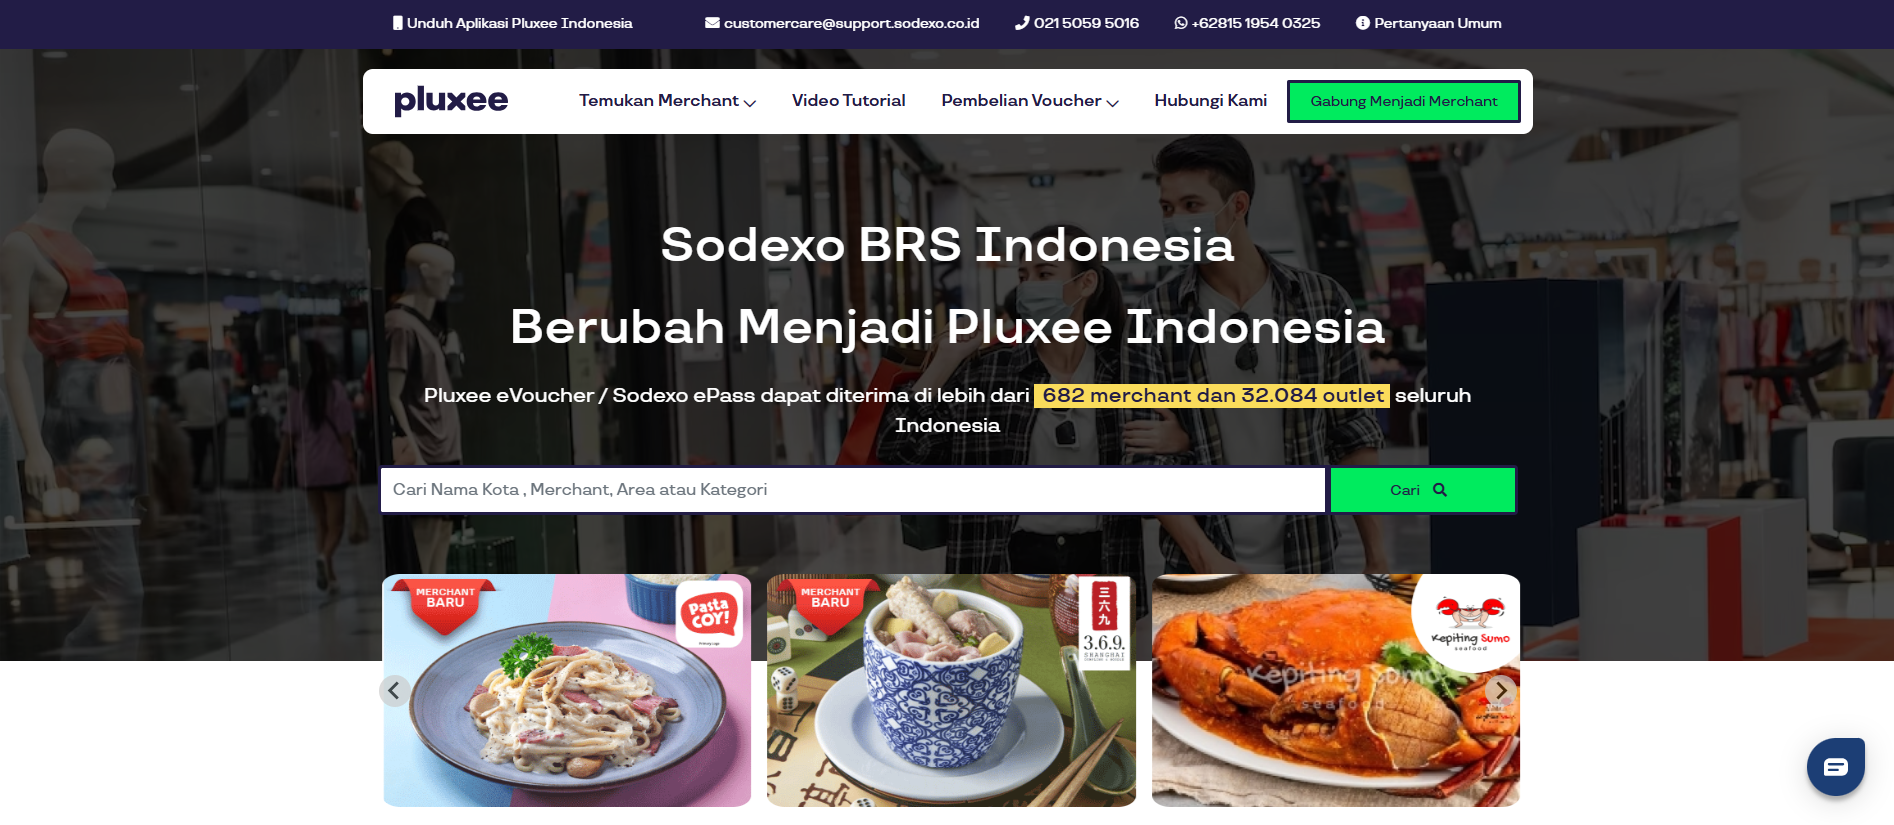 Unduh Aplikasi Pluxee Indonesia
customercare@support.sodexo.co.id
021 5059 5016
+62815 1954 0325
Pertanyaan Umum
pluxee
Temukan Merchant
Video Tutorial
Pembelian Voucher
Hubungi Kami
Gabung Menjadi Merchant
Sodexo BRS Indonesia
Berubah Menjadi Pluxee Indonesia
Pluxee eVoucher / Sodexo ePass dapat diterima di lebih dari 682 merchant dan 32.084 outlet seluruh
Indonesia
Cari Nama Kota , Merchant, Area atau Kategori
Cari
MERCHANT
BARU
Pasta
COY!
MERCHANT
BARU
三
六
九
3.6.9.
SHANGHAI
Kepiting Sumo
seafood
Kepiting Sumo
seafood